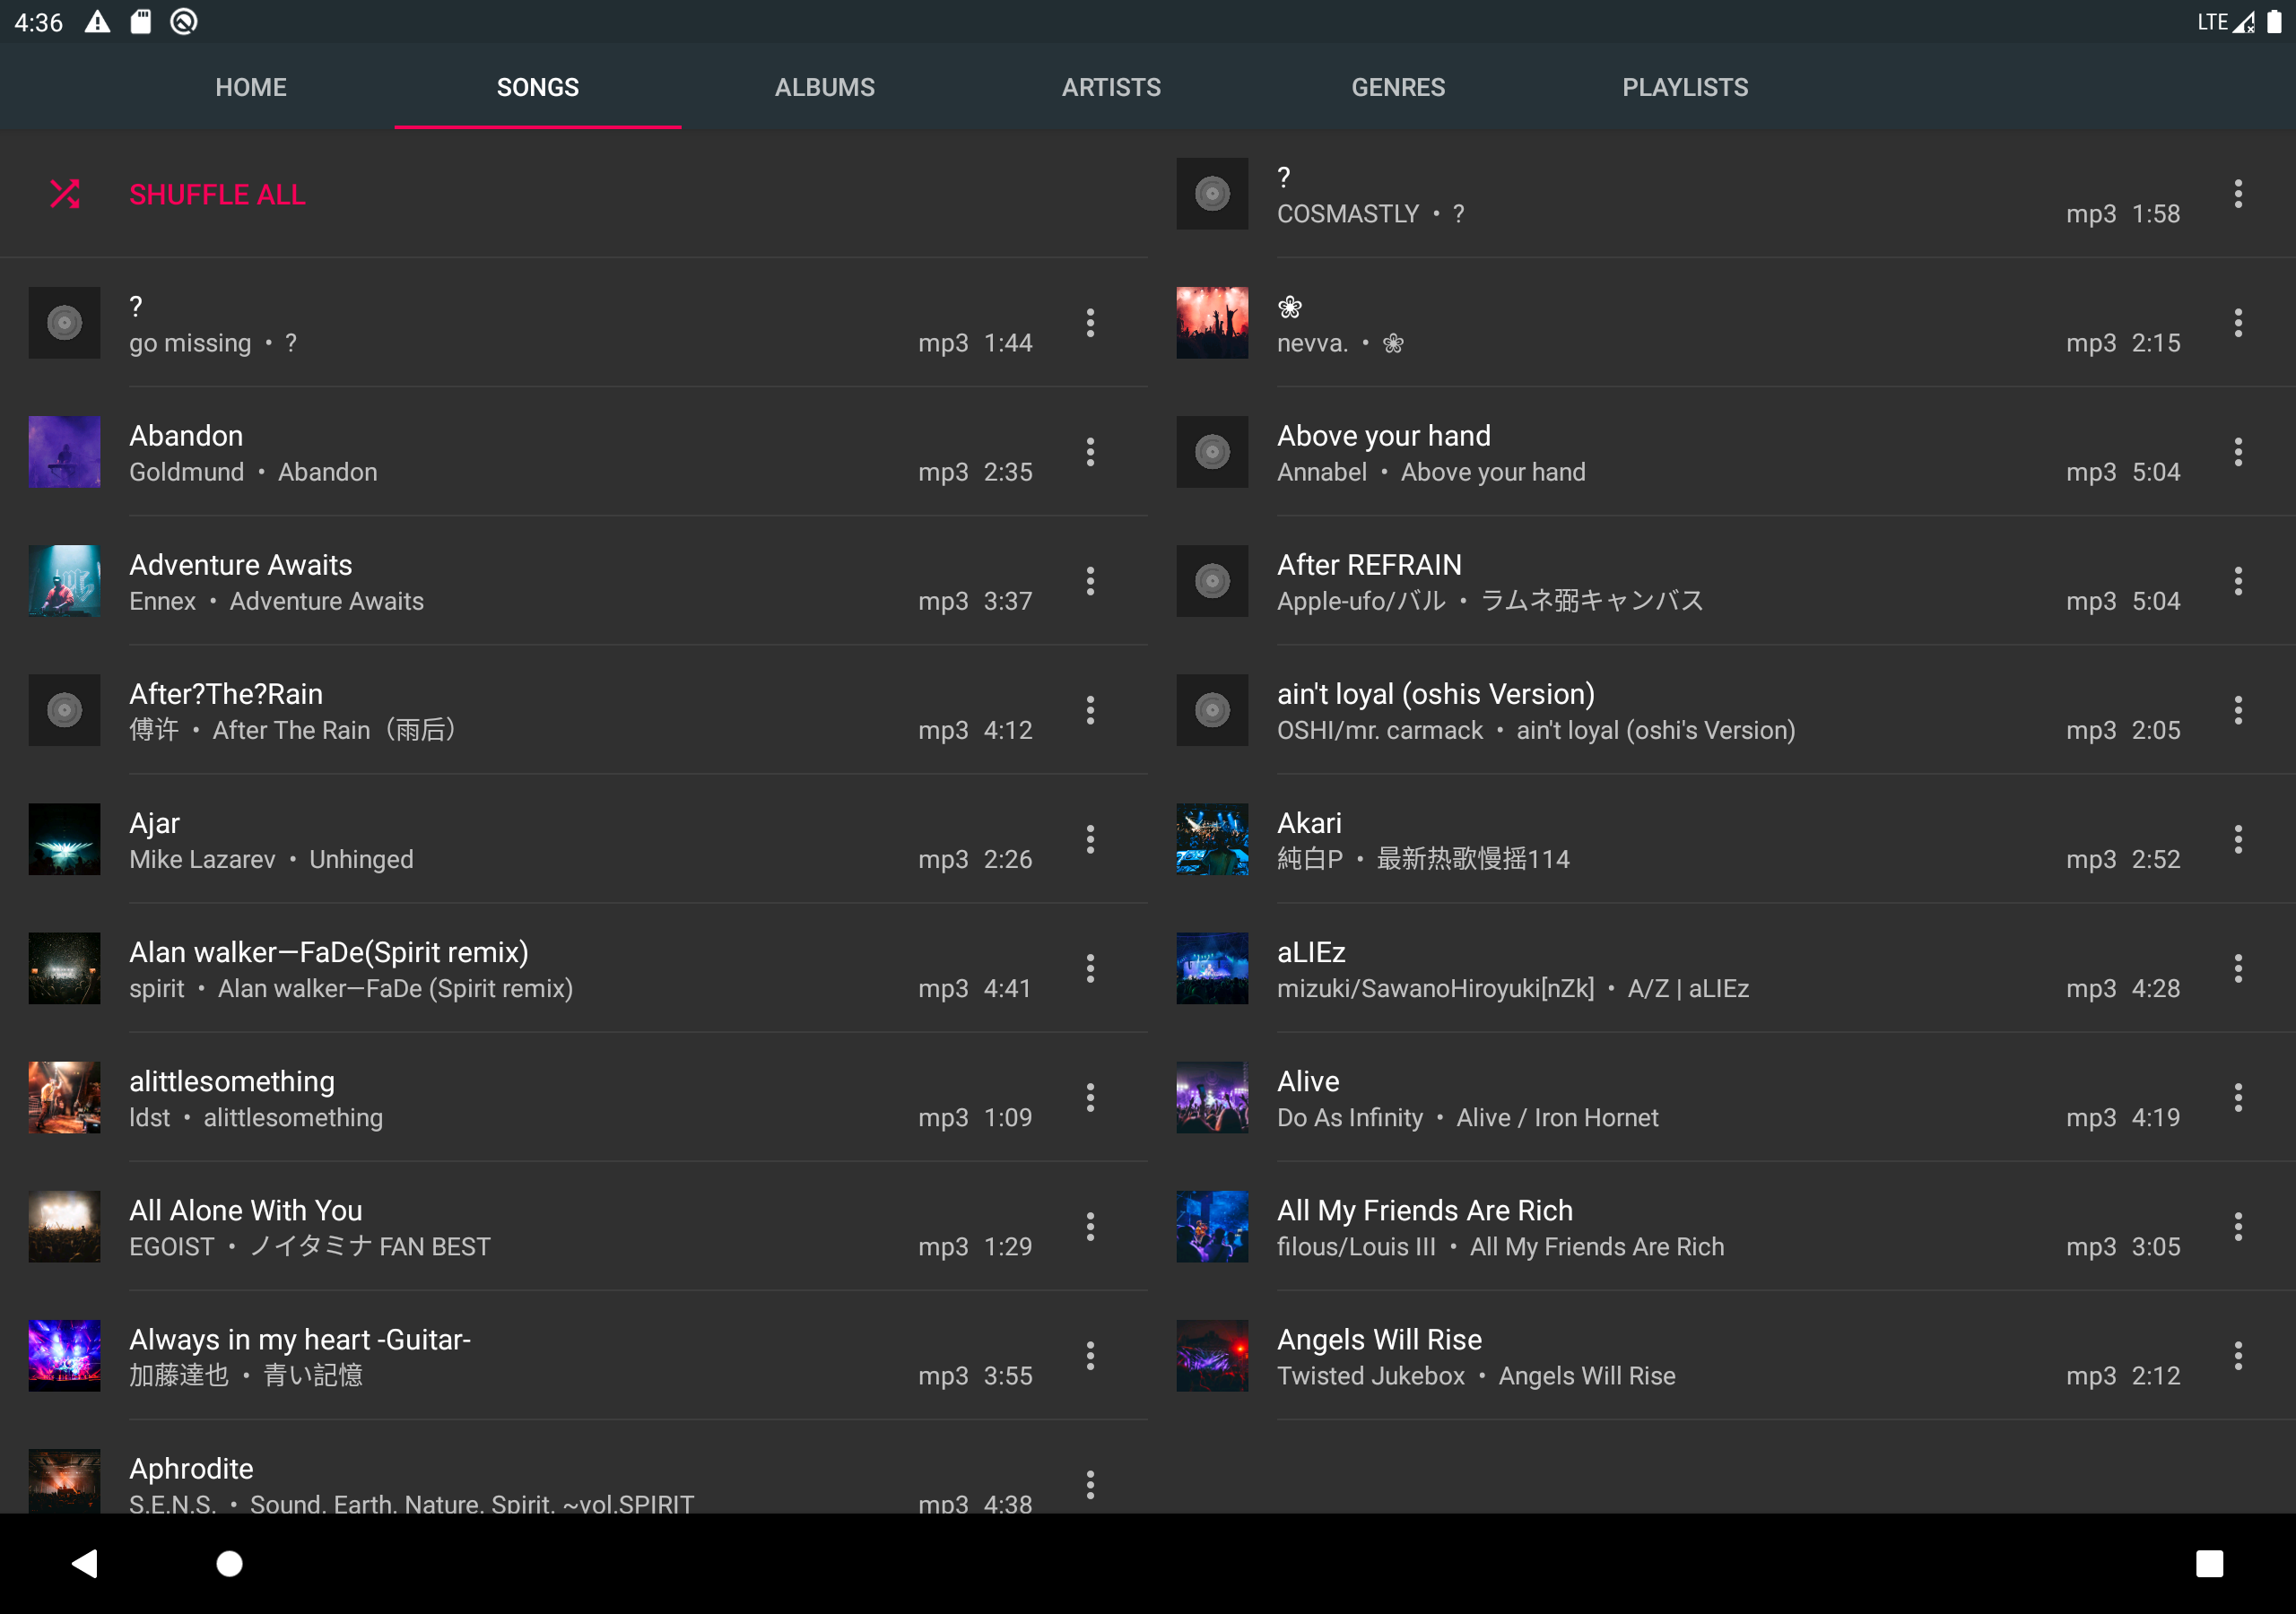 4:36
LTE
HOME SONGS ALBUMS ARTISTS GENRES PLAYLISTS
SHUFFLE ALL
?
COSMASTLY • ?
mp3 1:58
?
go missing • ?
mp3 1:44
❀
nevva. • ❀
mp3 2:15
Abandon
Goldmund • Abandon
mp3 2:35
Above your hand
Annabel • Above your hand
mp3 5:04
Adventure Awaits
Ennex • Adventure Awaits
mp3 3:37
After REFRAIN
Apple-ufo/バル • ラムネ弼キャンバス
mp3 5:04
After?The?Rain
傅许 • After The Rain（雨后）
mp3 4:12
ain't loyal (oshis Version)
OSHI/mr. carmack • ain't loyal (oshi's Version)
mp3 2:05
Ajar
Mike Lazarev • Unhinged
mp3 2:26
Akari
純白P • 最新热歌慢摇114
mp3 2:52
Alan walker—FaDe(Spirit remix)
spirit • Alan walker—FaDe (Spirit remix)
mp3 4:41
aLIEz
mizuki/SawanoHiroyuki[nZk] • A/Z | aLIEz
mp3 4:28
alittlesomething
ldst • alittlesomething
mp3 1:09
Alive
Do As Infinity • Alive / Iron Hornet
mp3 4:19
All Alone With You
EGOIST • ノイタミナ FAN BEST
mp3 1:29
All My Friends Are Rich
filous/Louis III • All My Friends Are Rich
mp3 3:05
Always in my heart -Guitar-
加藤達也 • 青い記憶
mp3 3:55
Angels Will Rise
Twisted Jukebox • Angels Will Rise
mp3 2:12
Aphrodite
S.E.N.S. • Sound. Earth. Nature. Spirit. ~vol.SPIRIT
mp3 4:38